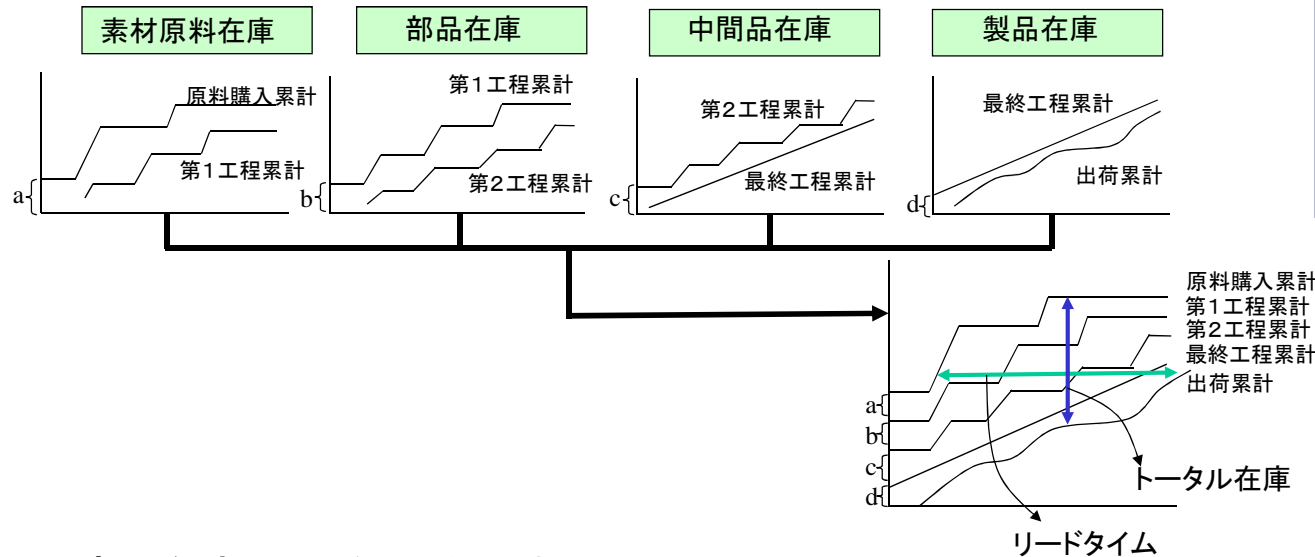 素材原料在庫
部品在庫
中間品在庫
製品在庫
原料購入累計
第1工程累計
a
第1工程累計
第2工程累計
b
第2工程累計
最終工程累計
c
最終工程累計
出荷累計
d
原料購入累計
第1工程累計
第2工程累計
最終工程累計
出荷累計
a
b
c
d
トータル在庫
リードタイム